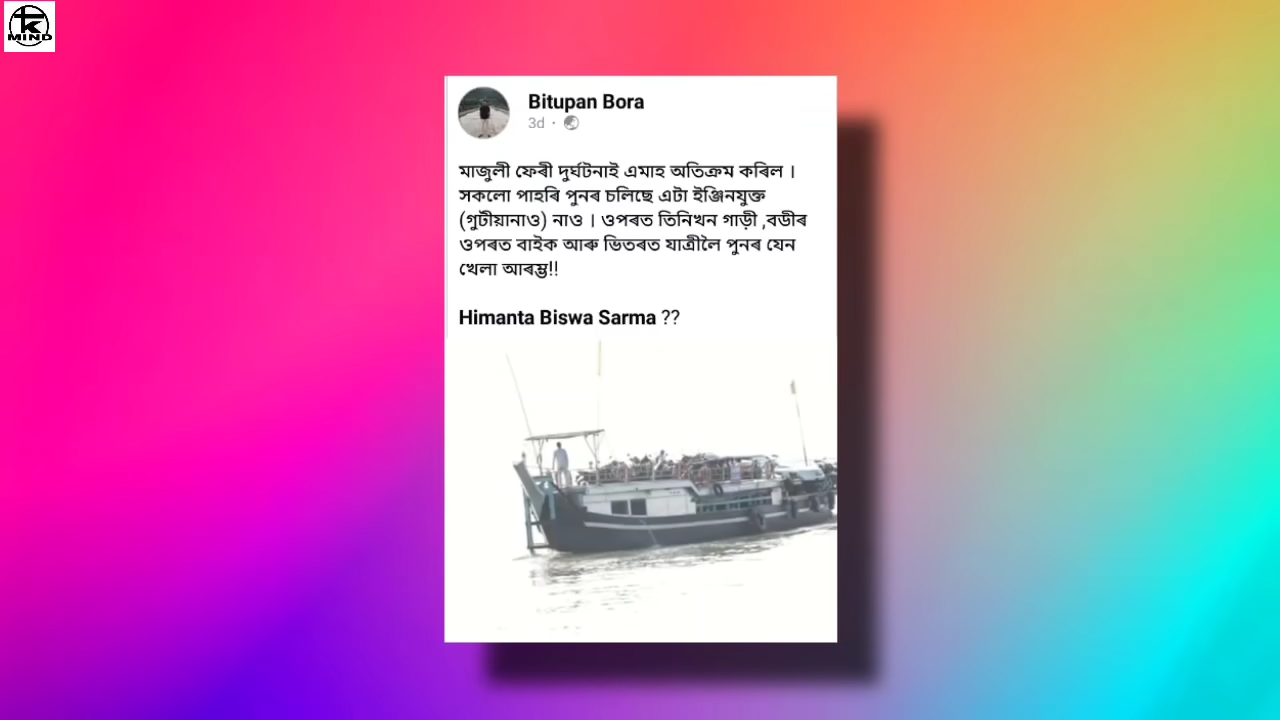 TK
MIND
Bitupan Bora
3d ·
মাজুলী ফেৰী দুৰ্ঘটনাই এমাহ অতিক্ৰম কৰিল ।
সকলো পাহৰি পুনৰ চলিছে এটা ইঞ্জিনযুক্ত
(গুটীয়ানাও) নাও । ওপৰত তিনিখন গাড়ী ,বডীৰ
ওপৰত বাইক আৰু ভিতৰত যাত্ৰীলৈ পুনৰ যেন
খেলা আৰম্ভ!!
Himanta Biswa Sarma ??